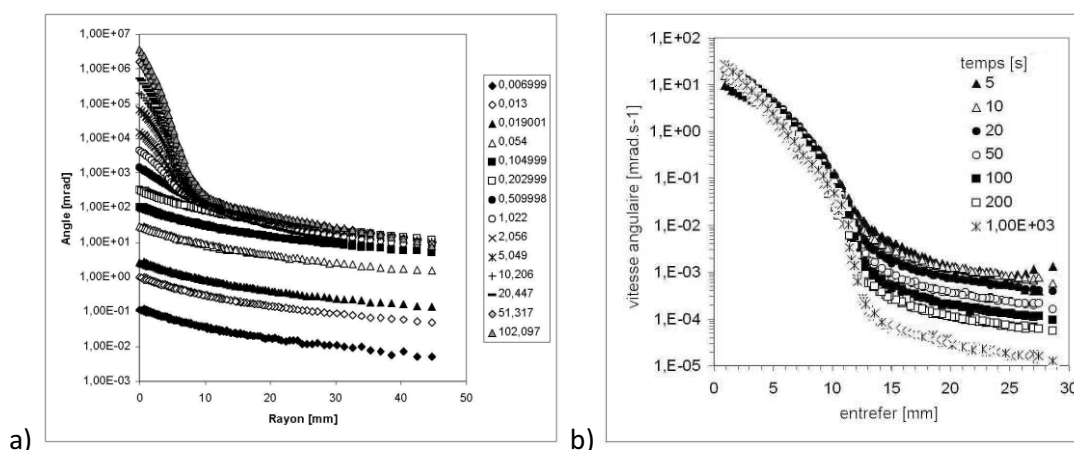 1,00E+07
1,00E+06
1,00E+05
1,00E+04
1,00E+03
1,00E+02
1,00E+01
1,00E+00
1,00E-01
1,00E-02
1,00E-03
Angle [mrad]
0 10 20 30 40 50
Rayon [mm]
0,006999
0,013
0,019001
0,054
0,104999
0,202999
0,509998
1,022
2,056
5,049
10,206
20,447
51,317
102,097
a)
1,E+02
1,E+01
1,E+00
1,E-01
1,E-02
1,E-03
1,E-04
1,E-05
vitesse angulaire [mrad.s-1]
0 5 10 15 20 25 30
entrefer [mm]
temps [s]
5
10
20
50
100
200
1,00E+03
b)